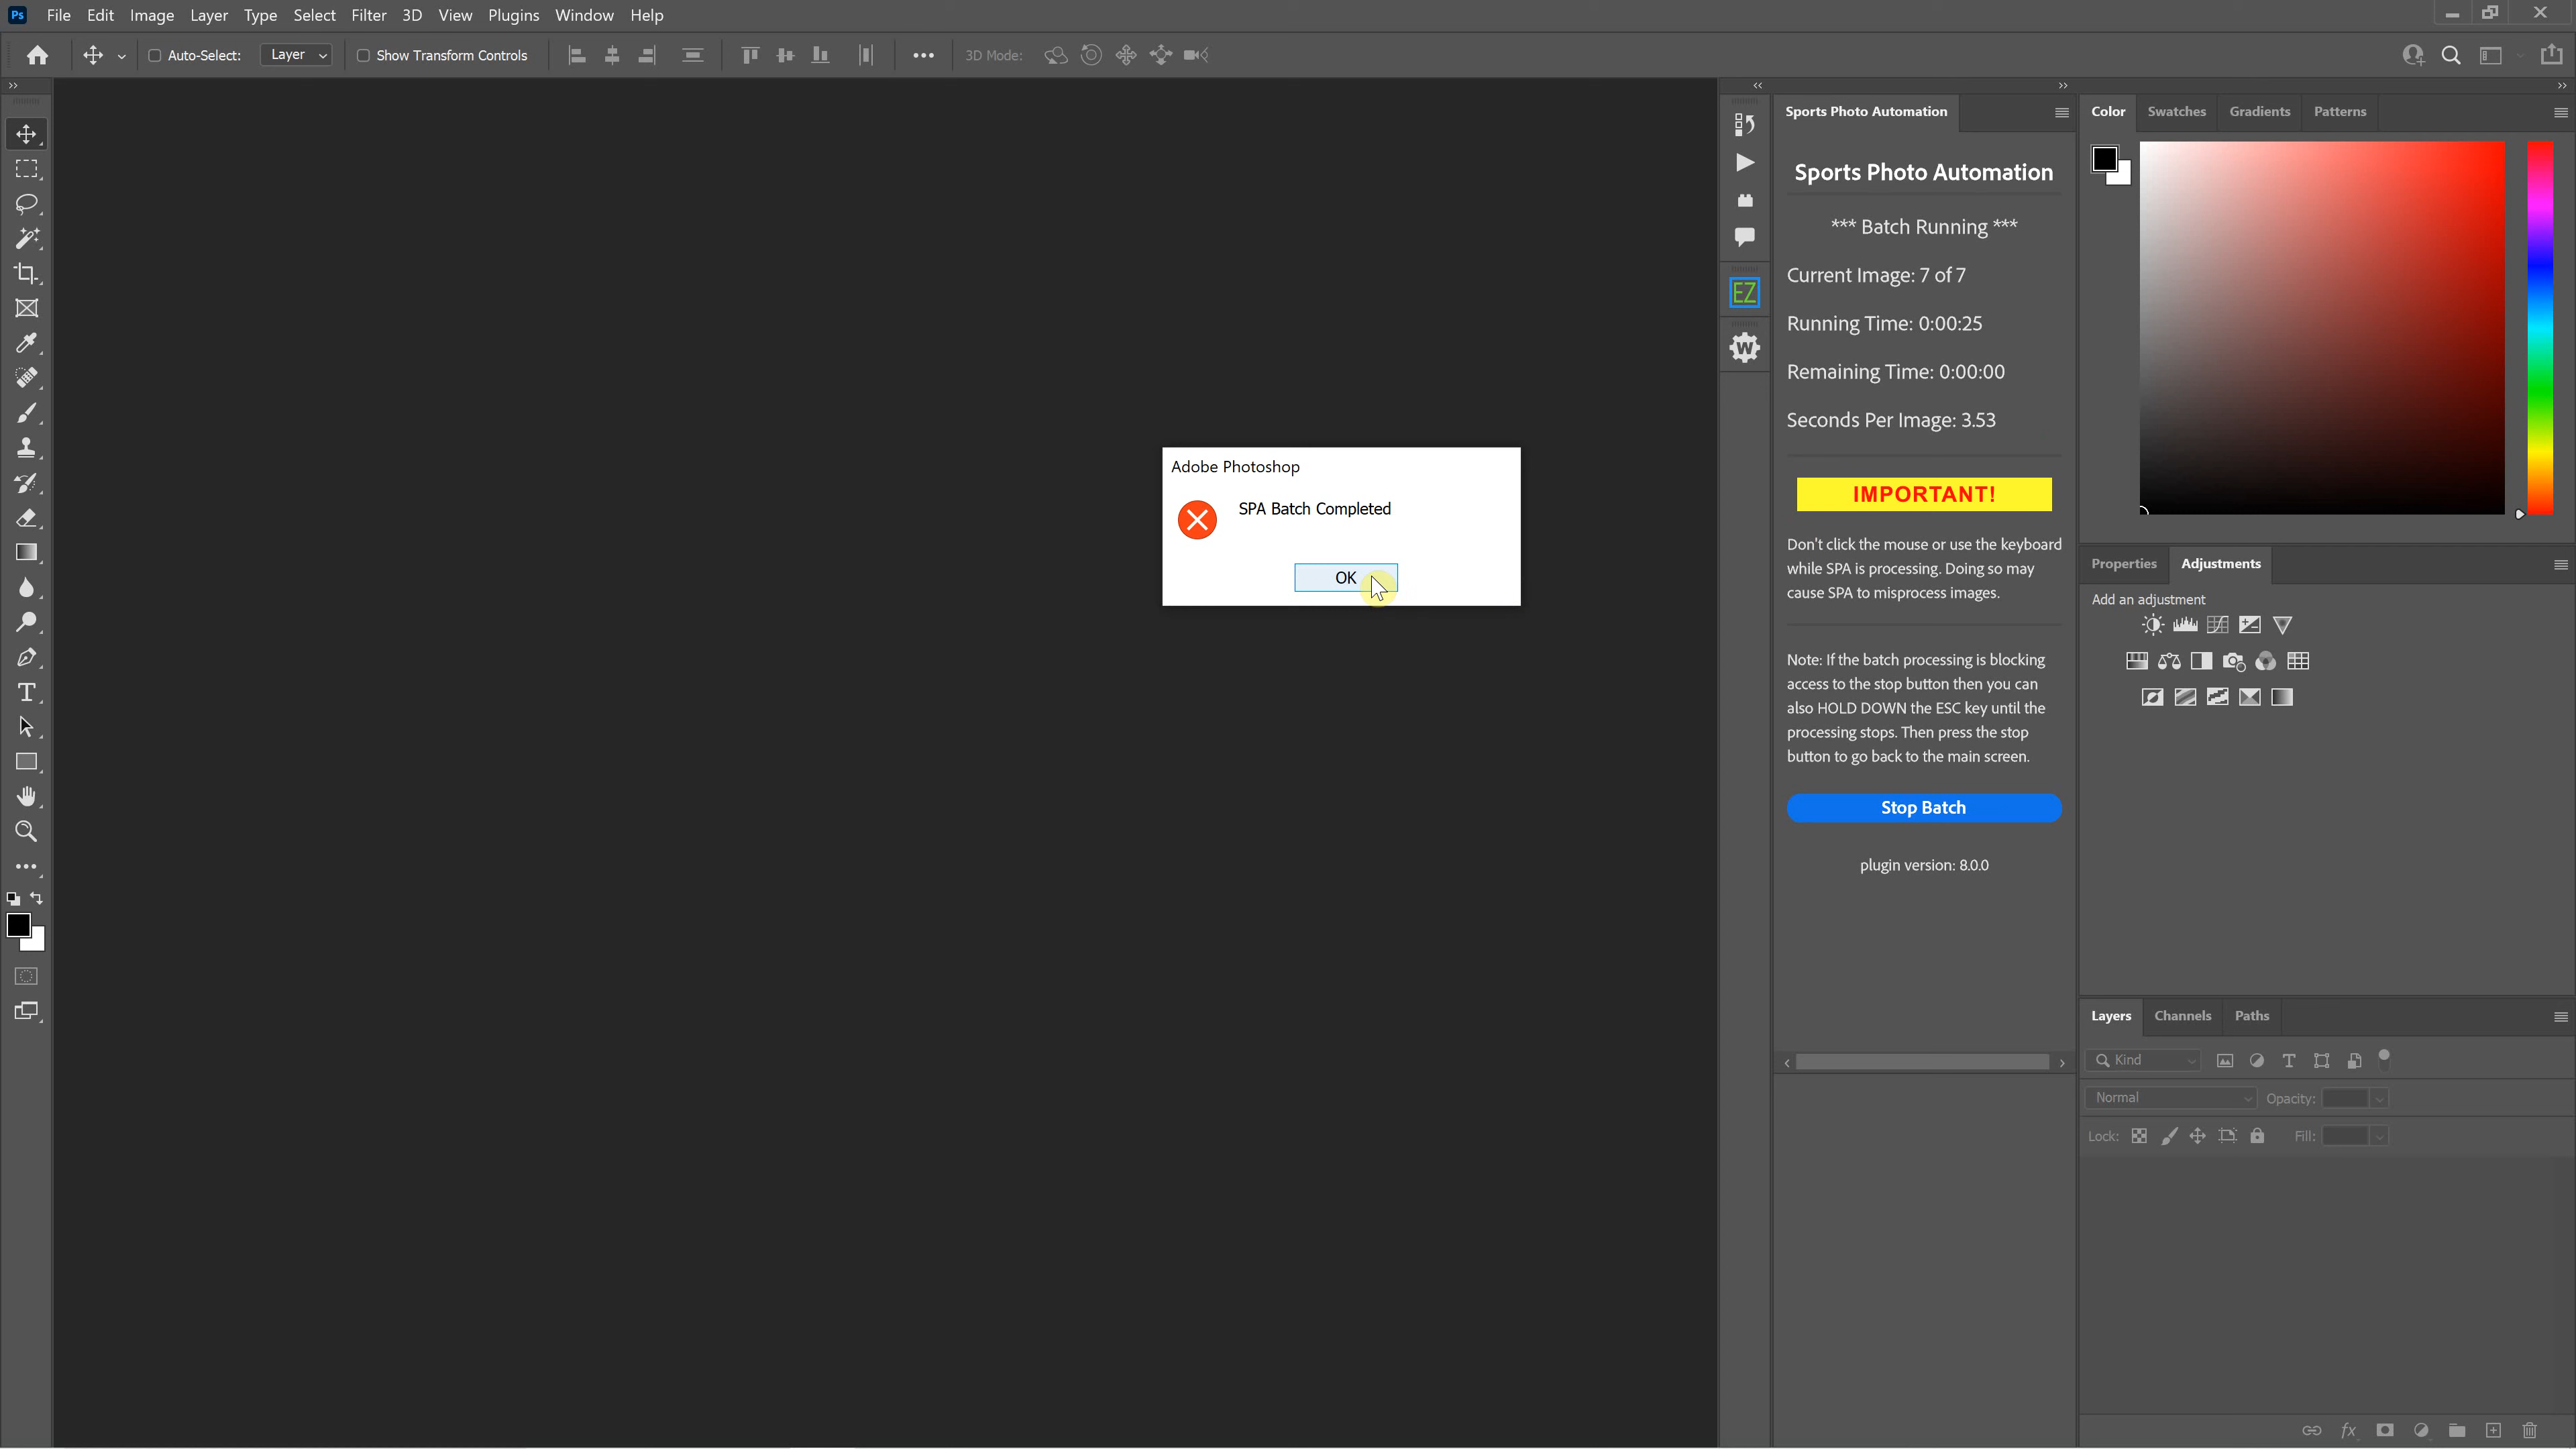 Ps File Edit Image Layer Type Select Filter 3D View Plugins Window Help
Auto-Select: Layer Show Transform Controls 3D Mode:
Sports Photo Automation
Sports Photo Automation
*** Batch Running ***
Current Image: 7 of 7
Running Time: 0:00:25
Remaining Time: 0:00:00
Seconds Per Image: 3.53
IMPORTANT!
Don't click the mouse or use the keyboard
while SPA is processing. Doing so may
cause SPA to misprocess images.
Note: If the batch processing is blocking
access to the stop button then you can
also HOLD DOWN the ESC key until the
processing stops. Then press the stop
button to go back to the main screen.
Stop Batch
plugin version: 8.0.0
EZ
W
Adobe Photoshop
SPA Batch Completed
OK
Color Swatches Gradients Patterns
Properties Adjustments
Add an adjustment
Layers Channels Paths
Kind
Normal Opacity:
Lock: Fill:
fx